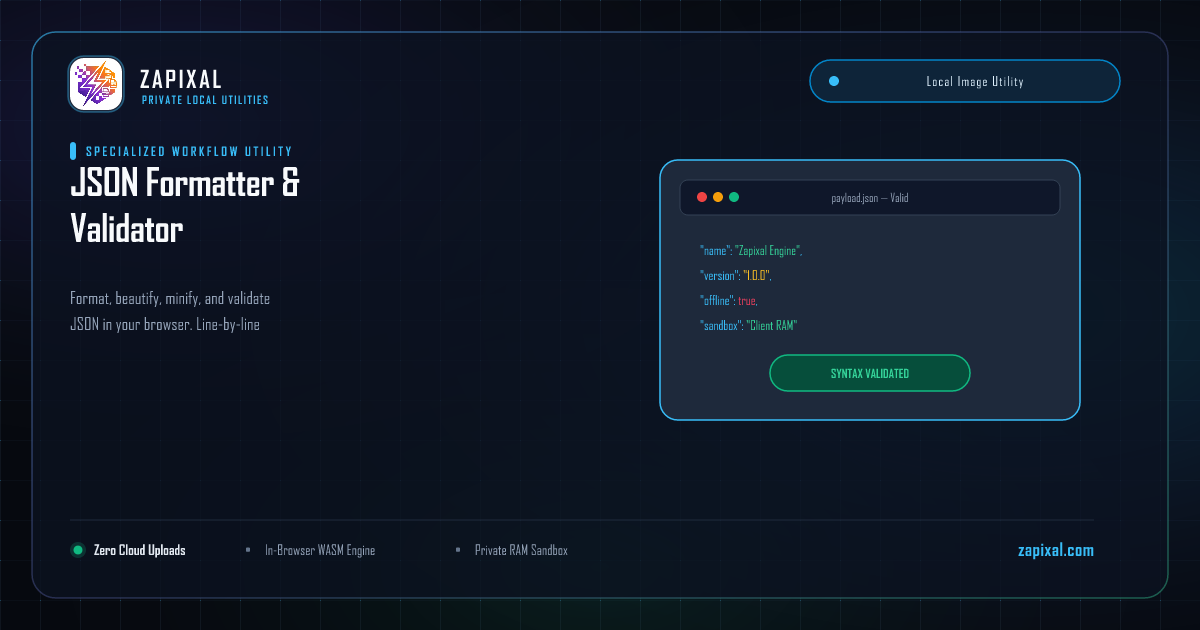 ZAPIXAL
PRIVATE LOCAL UTILITIES
Local Image Utility
SPECIALIZED WORKFLOW UTILITY
JSON Formatter &
Validator
Format, beautify, minify, and validate
JSON in your browser. Line-by-line
payload.json — Valid
"name": "Zapixal Engine",
"version": "1.0.0",
"offline": true,
"sandbox": "Client RAM"
SYNTAX VALIDATED
Zero Cloud Uploads
In-Browser WASM Engine
Private RAM Sandbox
zapixal.com